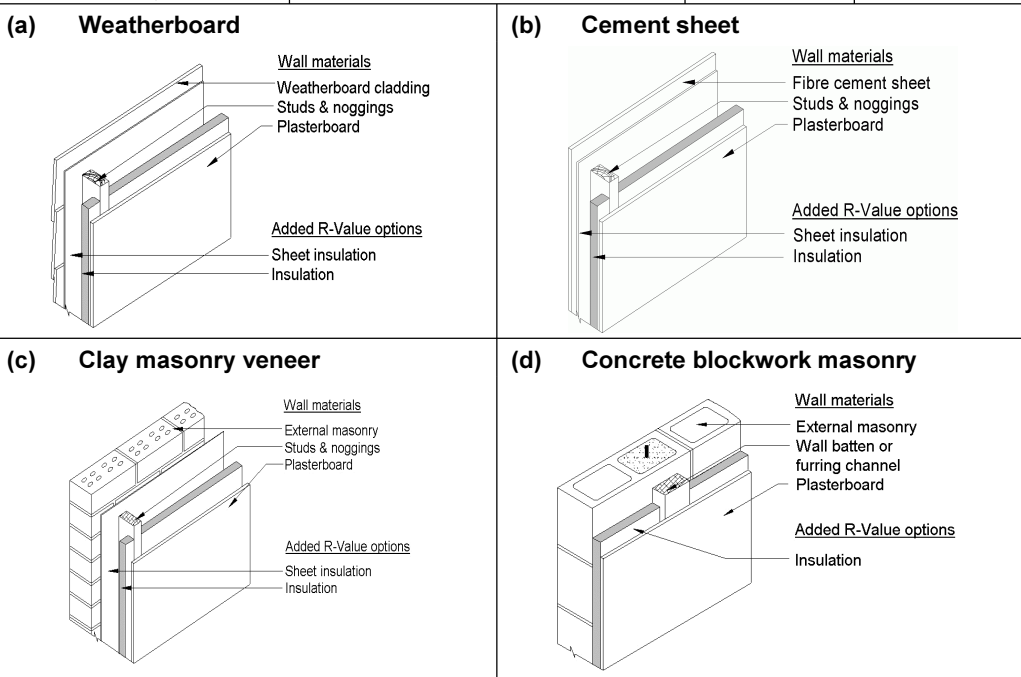 (a) Weatherboard
Wall materials
Weatherboard cladding
Studs & noggings
Plasterboard
Added R-Value options
Sheet insulation
Insulation
(b) Cement sheet
Wall materials
Fibre cement sheet
Studs & noggings
Plasterboard
Added R-Value options
Sheet insulation
Insulation
(c) Clay masonry veneer
Wall materials
External masonry
Studs & noggings
Plasterboard
Added R-Value options
Sheet insulation
Insulation
(d) Concrete blockwork masonry
Wall materials
External masonry
Wall batten or
furring channel
Plasterboard
Added R-Value options
Insulation